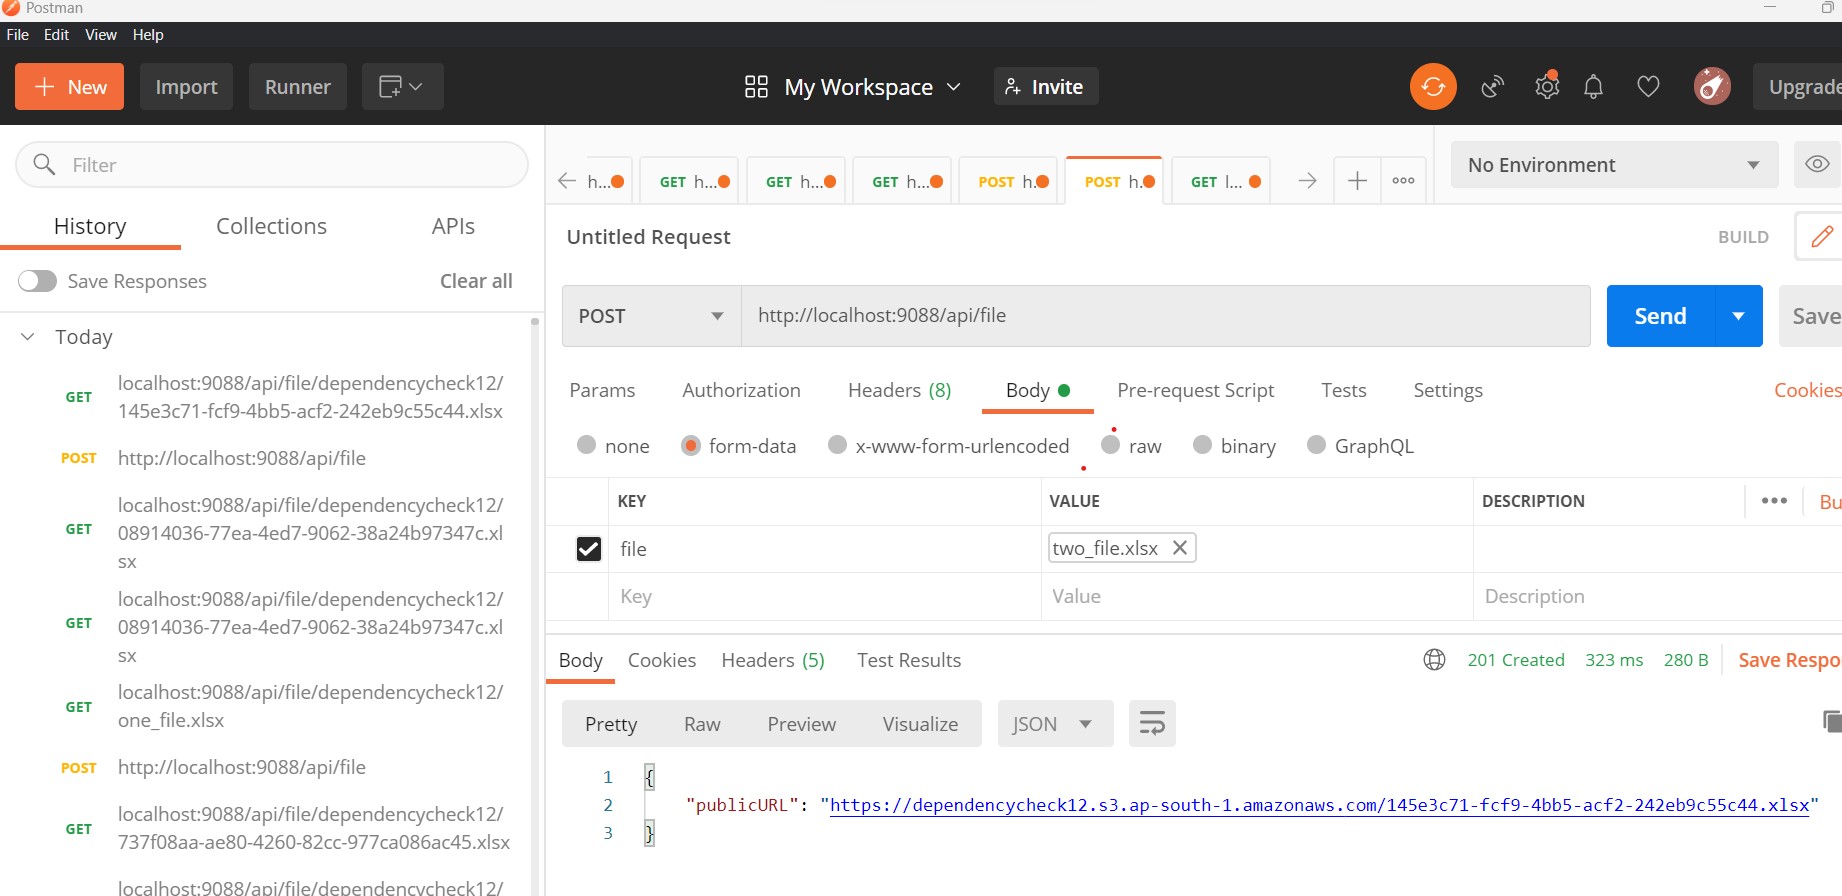 Postman
File Edit View Help
New Import Runner My Workspace Invite Upgrade
Filter
History Collections APIs
Save Responses Clear all
Today
GET localhost:9088/api/file/dependencycheck12/
145e3c71-fcf9-4bb5-acf2-242eb9c55c44.xlsx
POST http://localhost:9088/api/file
GET localhost:9088/api/file/dependencycheck12/
08914036-77ea-4ed7-9062-38a24b97347c.xl
sx
GET localhost:9088/api/file/dependencycheck12/
08914036-77ea-4ed7-9062-38a24b97347c.xl
sx
GET localhost:9088/api/file/dependencycheck12/
one_file.xlsx
POST http://localhost:9088/api/file
GET localhost:9088/api/file/dependencycheck12/
737f08aa-ae80-4260-82cc-977ca086ac45.xlsx
localhost:9088/api/file/dependencycheck12/
h... GET h... GET h... GET h... POST h. POST h. GET l... No Environment
Untitled Request BUILD
POST http://localhost:9088/api/file Send Save
Params Authorization Headers (8) Body Pre-request Script Tests Settings Cookies
none form-data x-www-form-urlencoded raw binary GraphQL
KEY VALUE DESCRIPTION Bu
file two_file.xlsx
Key Value Description
Body Cookies Headers (5) Test Results 201 Created 323 ms 280 B Save Respo
Pretty Raw Preview Visualize JSON
1 {
2 "publicURL": "https://dependencycheck12.s3.ap-south-1.amazonaws.com/145e3c71-fcf9-4bb5-acf2-242eb9c55c44.xlsx"
3 }